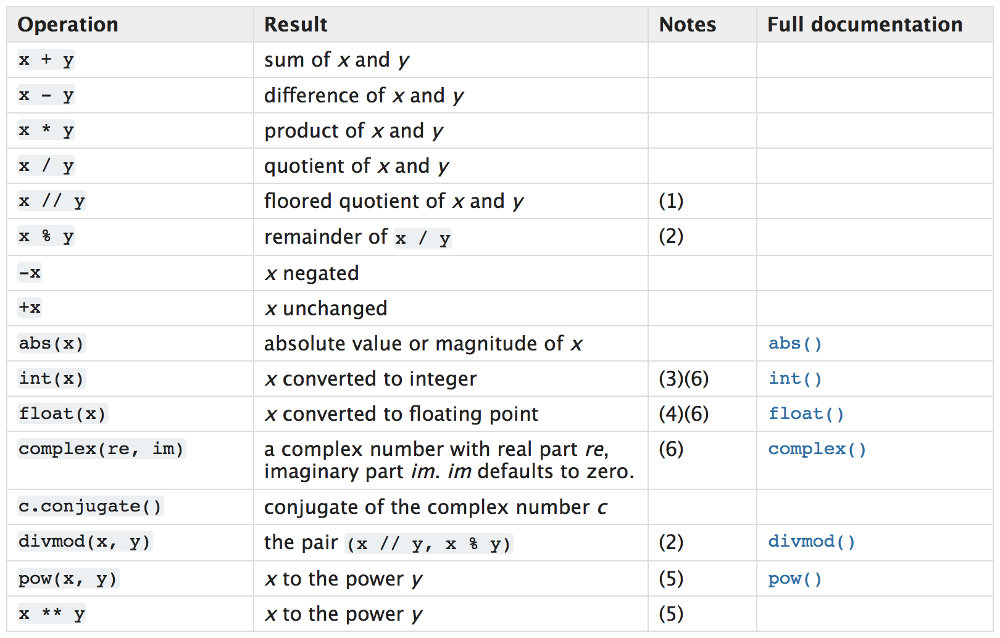 Operation Result Notes Full documentation
x + y sum of x and y
x - y difference of x and y
x * y product of x and y
x / y quotient of x and y
x // y floored quotient of x and y (1)
x % y remainder of x / y (2)
-x x negated
+x x unchanged
abs(x) absolute value or magnitude of x abs()
int(x) x converted to integer (3)(6) int()
float(x) x converted to floating point (4)(6) float()
complex(re, im) a complex number with real part re, (6) complex()
imaginary part im. im defaults to zero.
c.conjugate() conjugate of the complex number c
divmod(x, y) the pair (x // y, x % y) (2) divmod()
pow(x, y) x to the power y (5) pow()
x ** y x to the power y (5)